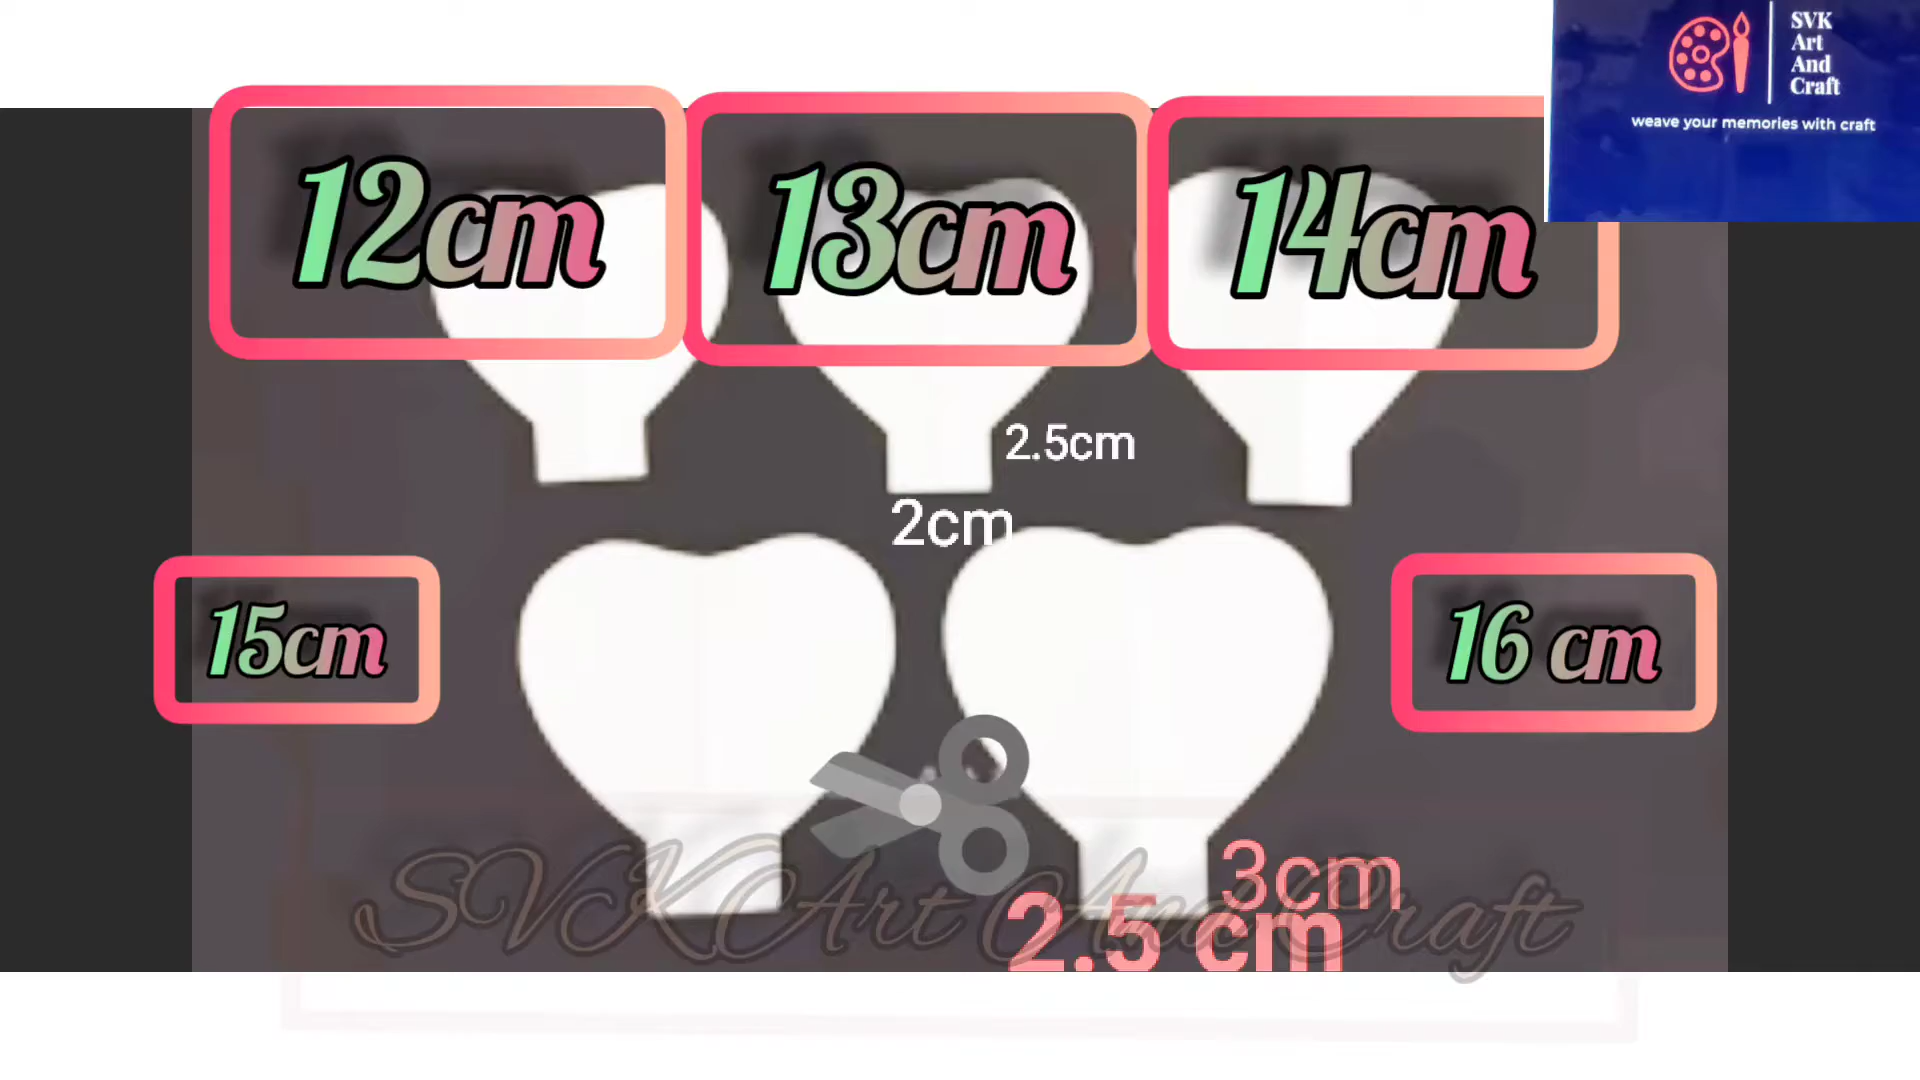 SVK
Art
And
Craft
weave your memories with craft
12cm
13cm
14cm
2.5cm
2cm
15cm
16 cm
3cm
SVK Art And Craft
2.5 cm